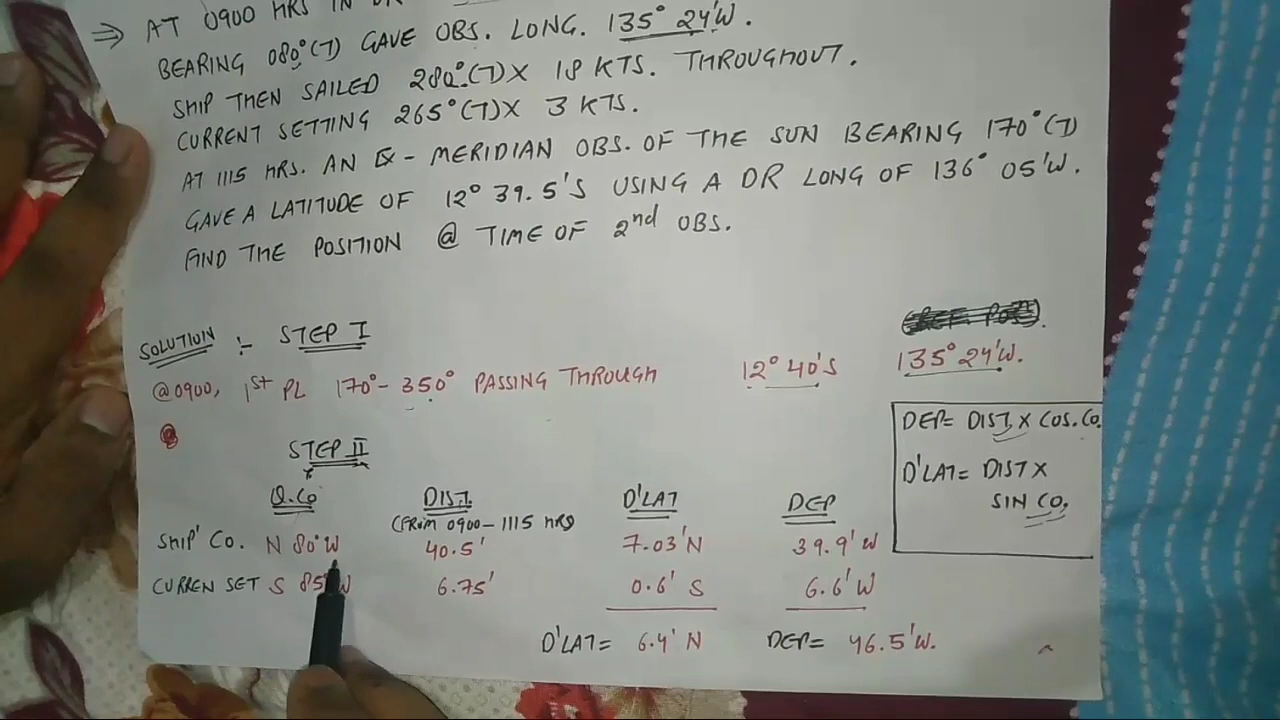 ⇒ AT 0900 HRS IN DR
BEARING 080°(T) GAVE OBS. LONG. 135° 24'W.
SHIP THEN SAILED 280°(T) X 18 KTS. THROUGHOUT.
CURRENT SETTING 265°(T) X 3 KTS.
AT 1115 HRS. AN EX - MERIDIAN OBS. OF THE SUN BEARING 170°(T)
GAVE A LATITUDE OF 12° 39.5'S USING A DR LONG OF 136° 05'W.
FIND THE POSITION @ TIME OF 2nd OBS.
SOLUTION :- STEP I
@0900, 1st PL 170°- 350° PASSING THROUGH 12° 40'S 135° 24'W.
STEP II
DEP= DIST. X COS. CO.
D'LAT= DIST X
SIN CO.
Q.CO DIST. D'LAT DEP
(FROM 0900-1115 HRS)
SHIP' CO. N 80° W 40.5' 7.03'N 39.9'W
CURREN SET S 85° W 6.75' 0.6' S 6.6'W
D'LAT= 6.4' N DEP= 46.5'W.